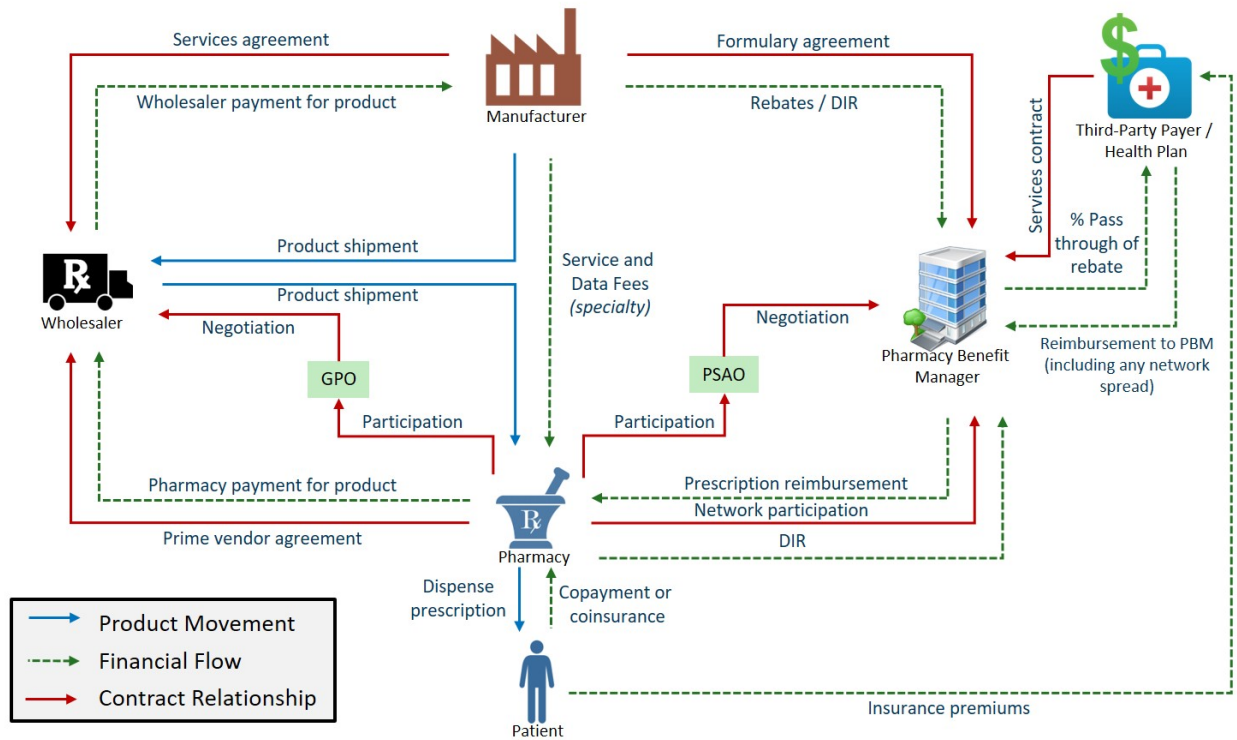 Services agreement
Formulary agreement
Wholesaler payment for product
Manufacturer
Rebates / DIR
Third-Party Payer /
Health Plan
Services contract
% Pass
through of
rebate
Product shipment
Service and
Data Fees
(specialty)
Rx
Product shipment
Wholesaler
Negotiation
Negotiation
Pharmacy Benefit
Manager
Reimbursement to PBM
(including any network
spread)
GPO
PSAO
Participation
Participation
Pharmacy payment for product
Prescription reimbursement
Rx
Network participation
Prime vendor agreement
DIR
Pharmacy
Dispense
prescription
Copayment or
coinsurance
Product Movement
Financial Flow
Contract Relationship
Insurance premiums
Patient
$